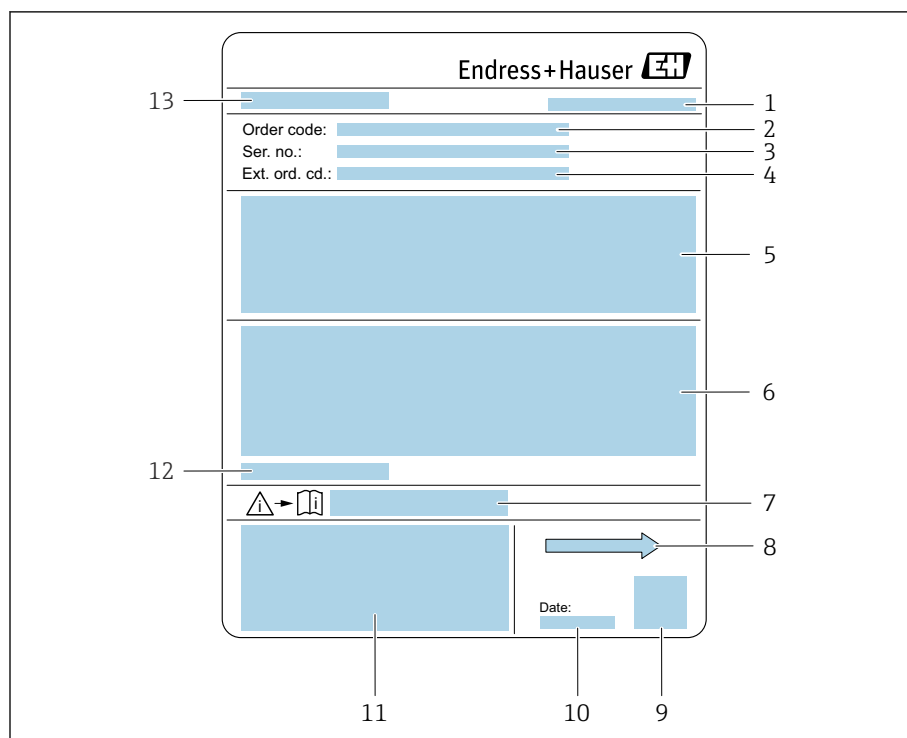 Endress+Hauser EH
13
1
Order code:
2
Ser. no.:
3
Ext. ord. cd.:
4
5
6
12
i i
7
8
Date:
11
10
9